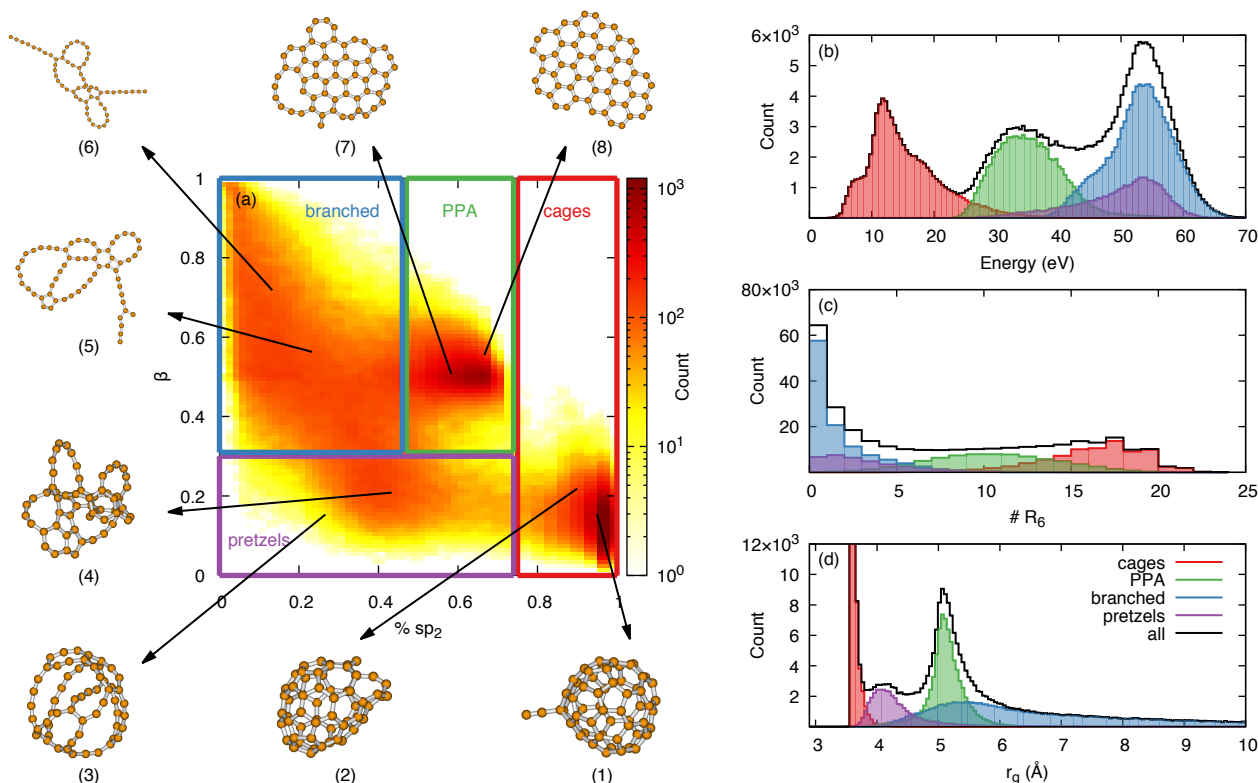 (6)
(7)
(8)
(5)
(4)
(3)
(2)
(1)
(a)
branched
PPA
cages
pretzels
1
0.8
0.6
0.4
0.2
0
β
0
0.2
0.4
0.6
0.8
1
% sp2
10³
10²
10¹
10⁰
Count
(b)
6×10³
5
4
3
2
1
Count
0 10 20 30 40 50 60 70
Energy (eV)
(c)
80×10³
60
40
20
Count
0 5 10 15 20 25
# R6
(d)
12×10³
10
8
6
4
2
Count
cages
PPA
branched
pretzels
all
3 4 5 6 7 8 9 10
rg (Å)